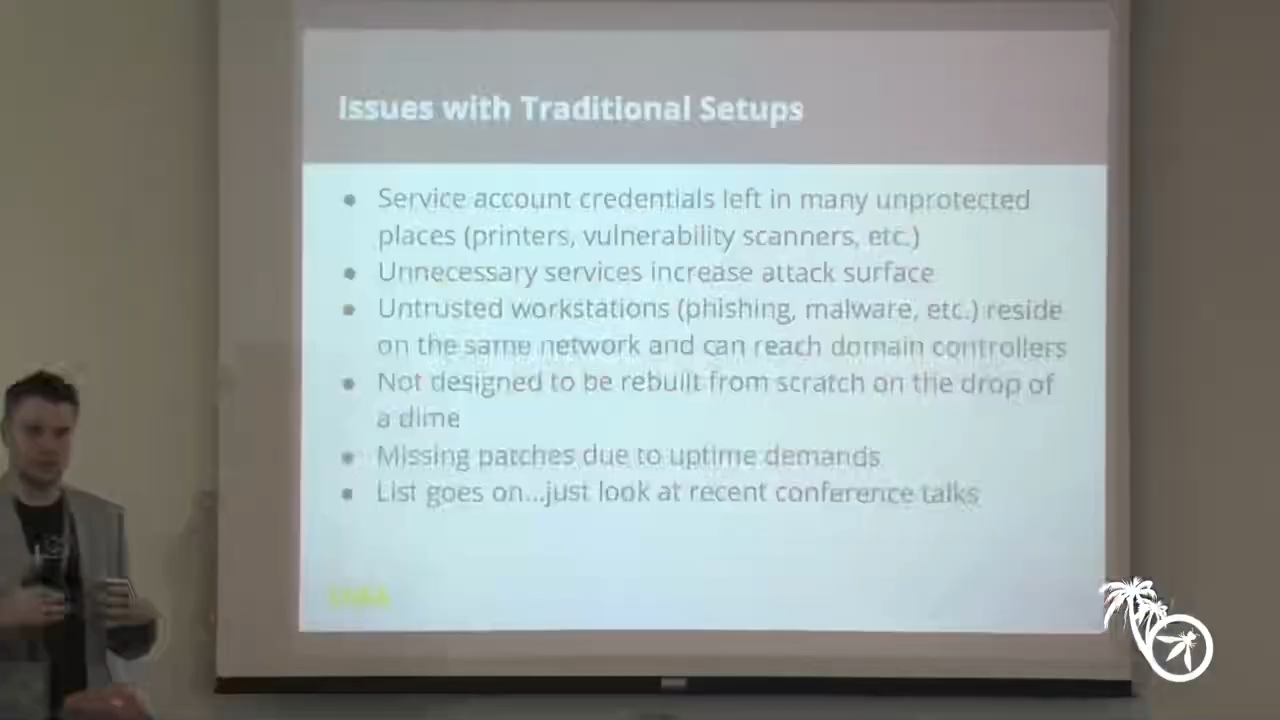 Issues with Traditional Setups
● Service account credentials left in many unprotected
places (printers, vulnerability scanners, etc.)
● Unnecessary services increase attack surface
● Untrusted workstations (phishing, malware, etc.) reside
on the same network and can reach domain controllers
● Not designed to be rebuilt from scratch on the drop of
a dime
● Missing patches due to uptime demands
● List goes on...just look at recent conference talks